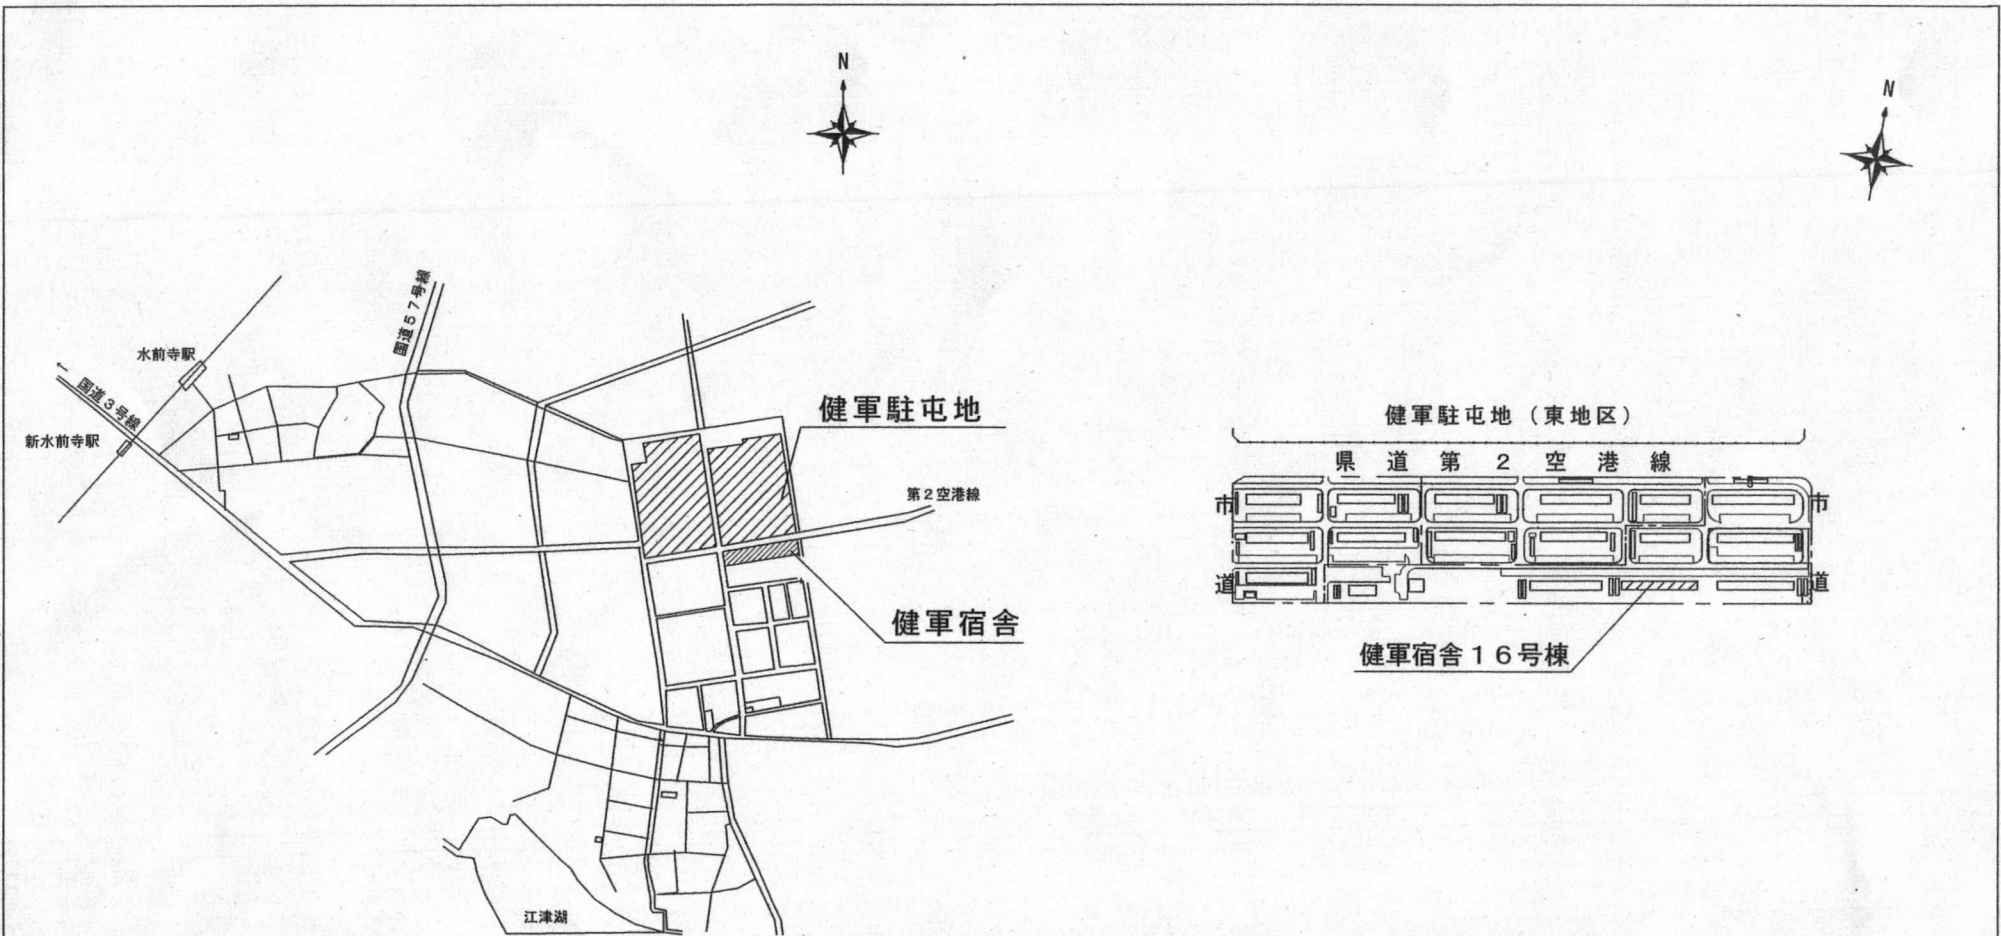 N
N
国道57号線
水前寺駅
国道3号線
新水前寺駅
健軍駐屯地
第2空港線
健軍宿舎
江津湖
健軍駐屯地(東地区)
県道第2空港線
市
市
道
道
健軍宿舎16号棟